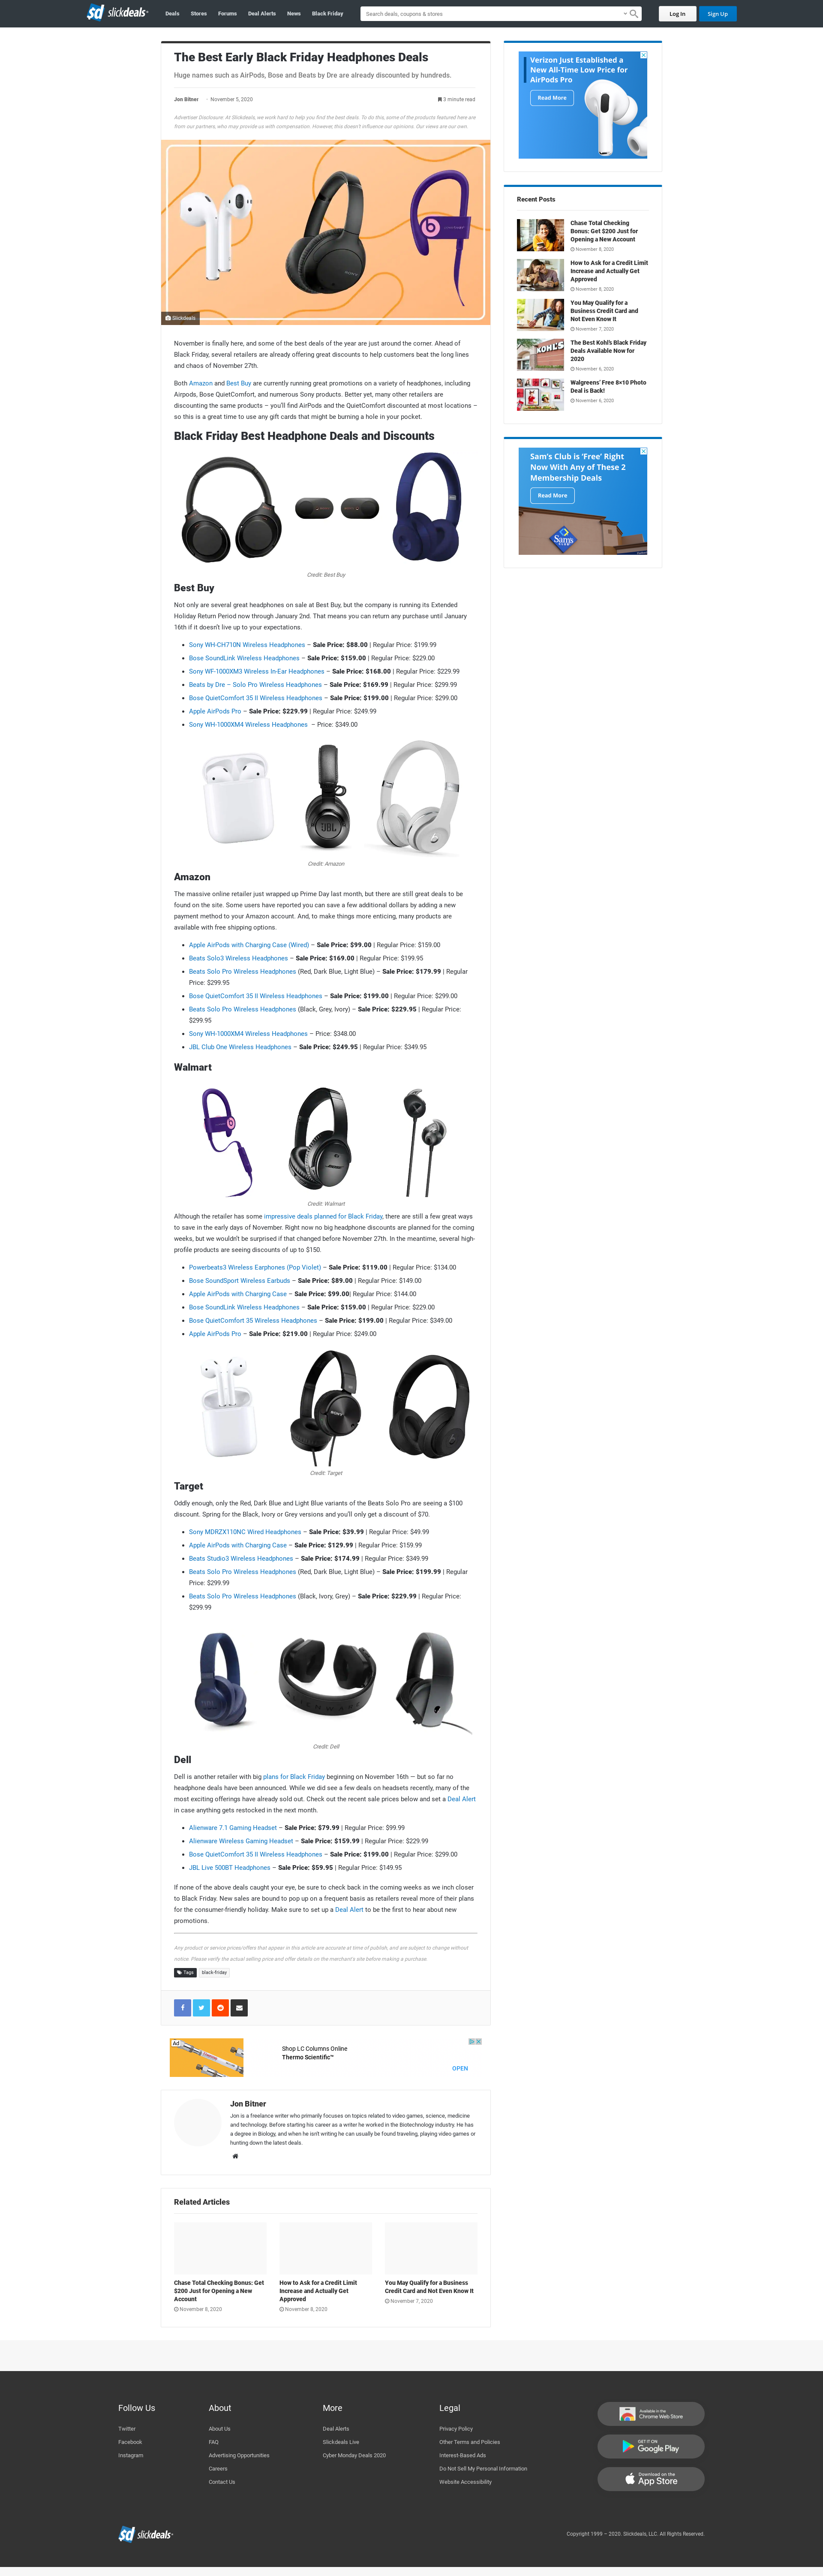 slickdeals
Deals
Stores
Forums
Deal Alerts
News
Black Friday
Search deals, coupons & stores
Log In
Sign Up
The Best Early Black Friday Headphones Deals
Huge names such as AirPods, Bose and Beats by Dre are already discounted by hundreds.
Jon Bitner
November 5, 2020
3 minute read
Advertiser Disclosure: At Slickdeals, we work hard to help you find the best deals. To do this, some of the products featured here are
from our partners, who may provide us with compensation. However, this doesn't influence our opinions. Our views are our own.
Slickdeals
November is finally here, and some of the best deals of the year are just around the corner. Ahead of
Black Friday, several retailers are already offering great discounts to help customers beat the long lines
and chaos of November 27th.
Both Amazon and Best Buy are currently running great promotions on a variety of headphones, including
Airpods, Bose QuietComfort, and numerous Sony products. Better yet, many other retailers are
discounting the same products – you'll find AirPods and the QuietComfort discounted at most locations –
so this is a great time to use any gift cards that might be burning a hole in your pocket.
Black Friday Best Headphone Deals and Discounts
Credit: Best Buy
Best Buy
Not only are several great headphones on sale at Best Buy, but the company is running its Extended
Holiday Return Period now through January 2nd. That means you can return any purchase until January
16th if it doesn't live up to your expectations.
• Sony WH-CH710N Wireless Headphones – Sale Price: $88.00 | Regular Price: $199.99
• Bose SoundLink Wireless Headphones – Sale Price: $159.00 | Regular Price: $229.00
• Sony WF-1000XM3 Wireless In-Ear Headphones – Sale Price: $168.00 | Regular Price: $229.99
• Beats by Dre – Solo Pro Wireless Headphones – Sale Price: $169.99 | Regular Price: $299.99
• Bose QuietComfort 35 II Wireless Headphones – Sale Price: $199.00 | Regular Price: $299.00
• Apple AirPods Pro – Sale Price: $229.99 | Regular Price: $249.99
• Sony WH-1000XM4 Wireless Headphones – Price: $349.00
JBL
Credit: Amazon
Amazon
The massive online retailer just wrapped up Prime Day last month, but there are still great deals to be
found on the site. Some users have reported you can save a few additional dollars by adding a new
payment method to your Amazon account. And, to make things more enticing, many products are
available with free shipping options.
• Apple AirPods with Charging Case (Wired) – Sale Price: $99.00 | Regular Price: $159.00
• Beats Solo3 Wireless Headphones – Sale Price: $169.00 | Regular Price: $199.95
• Beats Solo Pro Wireless Headphones (Red, Dark Blue, Light Blue) – Sale Price: $179.99 | Regular
Price: $299.95
• Bose QuietComfort 35 II Wireless Headphones – Sale Price: $199.00 | Regular Price: $299.00
• Beats Solo Pro Wireless Headphones (Black, Grey, Ivory) – Sale Price: $229.95 | Regular Price:
$299.95
• Sony WH-1000XM4 Wireless Headphones – Price: $348.00
• JBL Club One Wireless Headphones – Sale Price: $249.95 | Regular Price: $349.95
Walmart
Credit: Walmart
Although the retailer has some impressive deals planned for Black Friday, there are still a few great ways
to save in the early days of November. Right now no big headphone discounts are planned for the coming
weeks, but we wouldn't be surprised if that changed before November 27th. In the meantime, several high-
profile products are seeing discounts of up to $150.
• Powerbeats3 Wireless Earphones (Pop Violet) – Sale Price: $119.00 | Regular Price: $134.00
• Bose SoundSport Wireless Earbuds – Sale Price: $89.00 | Regular Price: $149.00
• Apple AirPods with Charging Case – Sale Price: $99.00| Regular Price: $144.00
• Bose SoundLink Wireless Headphones – Sale Price: $159.00 | Regular Price: $229.00
• Bose QuietComfort 35 Wireless Headphones – Sale Price: $199.00 | Regular Price: $349.00
• Apple AirPods Pro – Sale Price: $219.00 | Regular Price: $249.00
Credit: Target
Target
Oddly enough, only the Red, Dark Blue and Light Blue variants of the Beats Solo Pro are seeing a $100
discount. Spring for the Black, Ivory or Grey versions and you'll only get a discount of $70.
• Sony MDRZX110NC Wired Headphones – Sale Price: $39.99 | Regular Price: $49.99
• Apple AirPods with Charging Case – Sale Price: $129.99 | Regular Price: $159.99
• Beats Studio3 Wireless Headphones – Sale Price: $174.99 | Regular Price: $349.99
• Beats Solo Pro Wireless Headphones (Red, Dark Blue, Light Blue) – Sale Price: $199.99 | Regular
Price: $299.99
• Beats Solo Pro Wireless Headphones (Black, Ivory, Grey) – Sale Price: $229.99 | Regular Price:
$299.99
Credit: Dell
Dell
Dell is another retailer with big plans for Black Friday beginning on November 16th — but so far no
headphone deals have been announced. While we did see a few deals on headsets recently, many of the
most exciting offerings have already sold out. Check out the recent sale prices below and set a Deal Alert
in case anything gets restocked in the next month.
• Alienware 7.1 Gaming Headset – Sale Price: $79.99 | Regular Price: $99.99
• Alienware Wireless Gaming Headset – Sale Price: $159.99 | Regular Price: $229.99
• Bose QuietComfort 35 II Wireless Headphones – Sale Price: $199.00 | Regular Price: $299.00
• JBL Live 500BT Headphones – Sale Price: $59.95 | Regular Price: $149.95
If none of the above deals caught your eye, be sure to check back in the coming weeks as we inch closer
to Black Friday. New sales are bound to pop up on a frequent basis as retailers reveal more of their plans
for the consumer-friendly holiday. Make sure to set up a Deal Alert to be the first to hear about new
promotions.
Any product or service prices/offers that appear in this article are accurate at time of publish, and are subject to change without
notice. Please verify the actual selling price and offer details on the merchant's site before making a purchase.
Tags
black-friday
Ad
Shop LC Columns Online
Thermo Scientific™
OPEN
Jon Bitner
Jon is a freelance writer who primarily focuses on topics related to video games, science, medicine
and technology. Before starting his career as a writer he worked in the Biotechnology industry. He has
a degree in Biology, and when he isn't writing he can usually be found traveling, playing video games or
hunting down the latest deals.
Related Articles
Chase Total Checking Bonus: Get
$200 Just for Opening a New
Account
November 8, 2020
How to Ask for a Credit Limit
Increase and Actually Get
Approved
November 8, 2020
You May Qualify for a Business
Credit Card and Not Even Know It
November 7, 2020
Verizon Just Established a
New All-Time Low Price for
AirPods Pro
Read More
Recent Posts
Chase Total Checking
Bonus: Get $200 Just for
Opening a New Account
November 8, 2020
How to Ask for a Credit Limit
Increase and Actually Get
Approved
November 8, 2020
You May Qualify for a
Business Credit Card and
Not Even Know It
November 7, 2020
KOHL'S
The Best Kohl's Black Friday
Deals Available Now for
2020
November 6, 2020
Walgreens' Free 8×10 Photo
Deal is Back!
November 6, 2020
Sam's Club is 'Free' Right
Now With Any of These 2
Membership Deals
Read More
Sam's
Follow Us
Twitter
Facebook
Instagram
About
About Us
FAQ
Advertising Opportunities
Careers
Contact Us
More
Deal Alerts
Slickdeals Live
Cyber Monday Deals 2020
Legal
Privacy Policy
Other Terms and Policies
Interest-Based Ads
Do Not Sell My Personal Information
Website Accessibility
Available in the
Chrome Web Store
GET IT ON
Google Play
Download on the
App Store
slickdeals
Copyright 1999 – 2020. Slickdeals, LLC. All Rights Reserved.